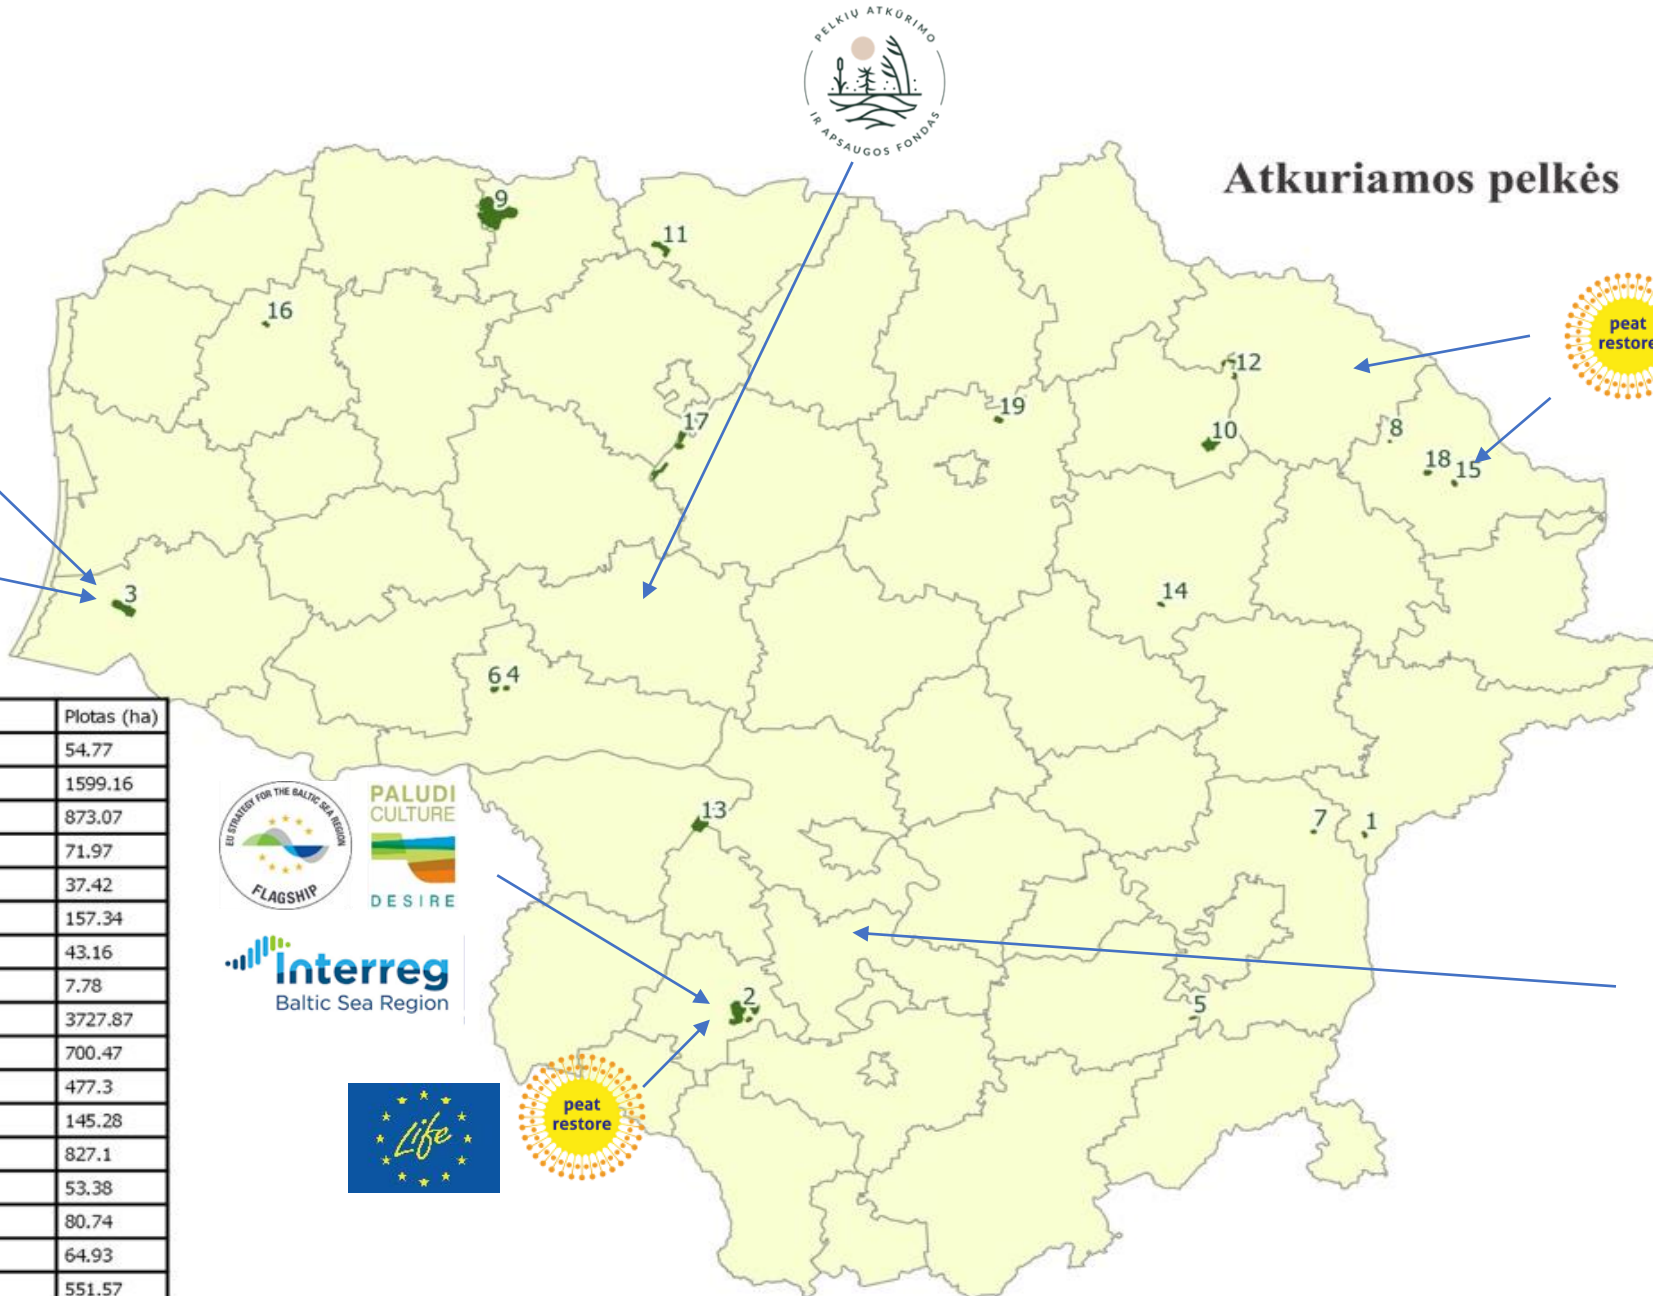 PELKIŲ ATKŪRIMO
IR APSAUGOS FONDAS
Atkuriamos pelkės
9
11
16
peat
restore
12
19
17
10
8
18
15
3
14
6 4
Plotas (ha)
54.77
1599.16
873.07
71.97
37.42
157.34
43.16
7.78
3727.87
700.47
477.3
145.28
827.1
53.38
80.74
64.93
551.57
EU STRATEGY FOR THE BALTIC SEA REGION
FLAGSHIP
PALUDI
CULTURE
DESIRE
13
7
1
Interreg
Baltic Sea Region
2
5
Life
peat
restore